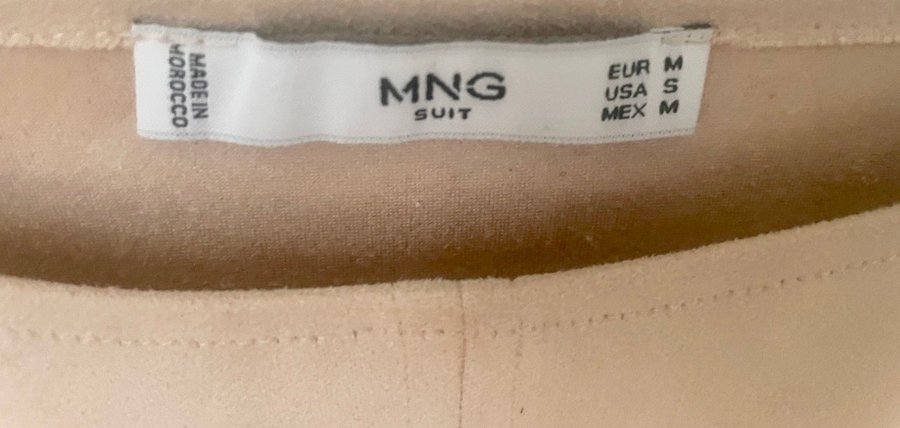 MADE IN
MOROCCO
MNG
SUIT
EUR M
USA S
MEX M